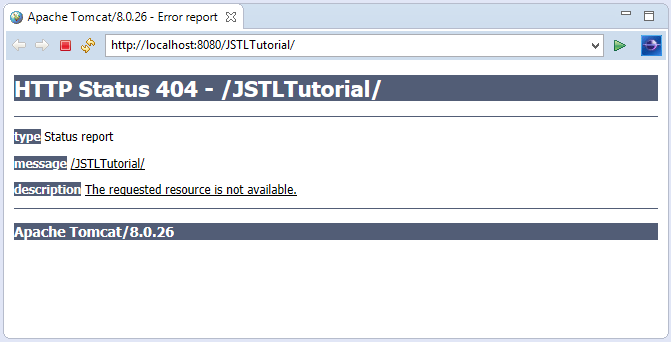 Apache Tomcat/8.0.26 - Error report
http://localhost:8080/JSTLTutorial/
HTTP Status 404 - /JSTLTutorial/
type Status report
message /JSTLTutorial/
description The requested resource is not available.
Apache Tomcat/8.0.26